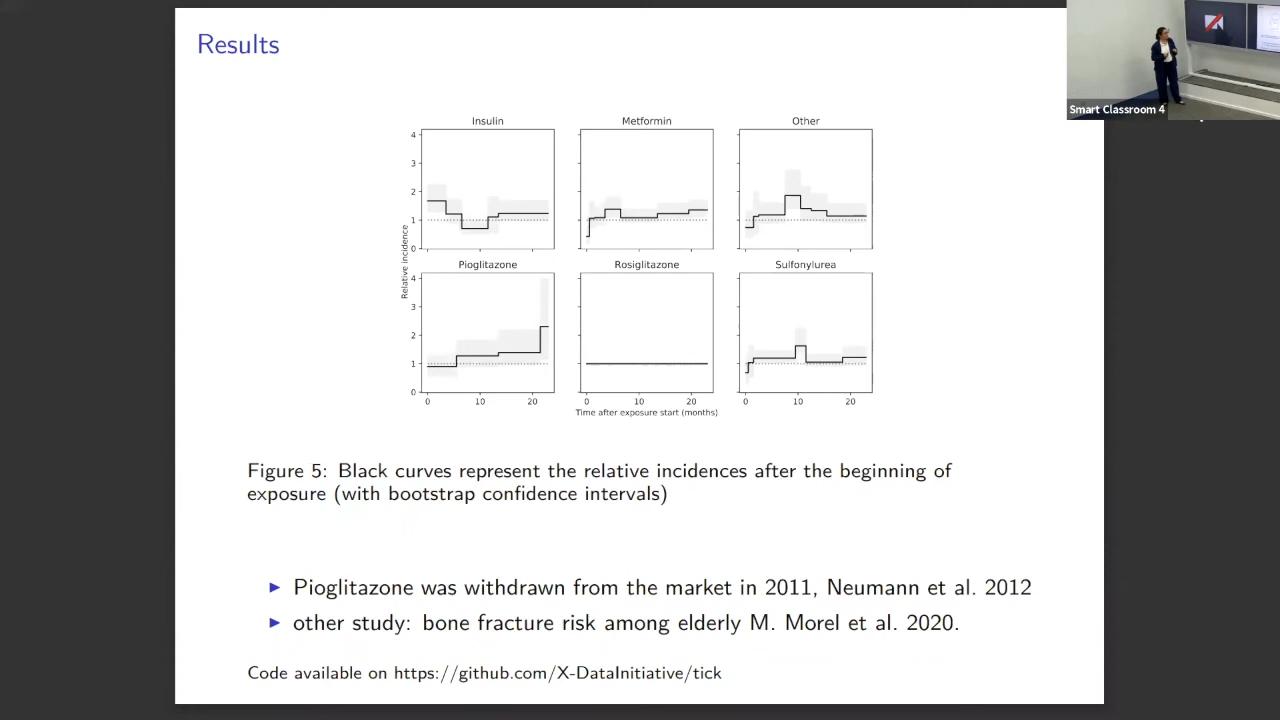 Results
Smart Classroom 4
Insulin
Metformin
Other
4
3
2
1
0
Relative incidence
Pioglitazone
Rosiglitazone
Sulfonylurea
4
3
2
1
0
0 10 20
0 10 20
0 10 20
Time after exposure start (months)
Figure 5: Black curves represent the relative incidences after the beginning of
exposure (with bootstrap confidence intervals)
Pioglitazone was withdrawn from the market in 2011, Neumann et al. 2012
other study: bone fracture risk among elderly M. Morel et al. 2020.
Code available on https://github.com/X-DataInitiative/tick